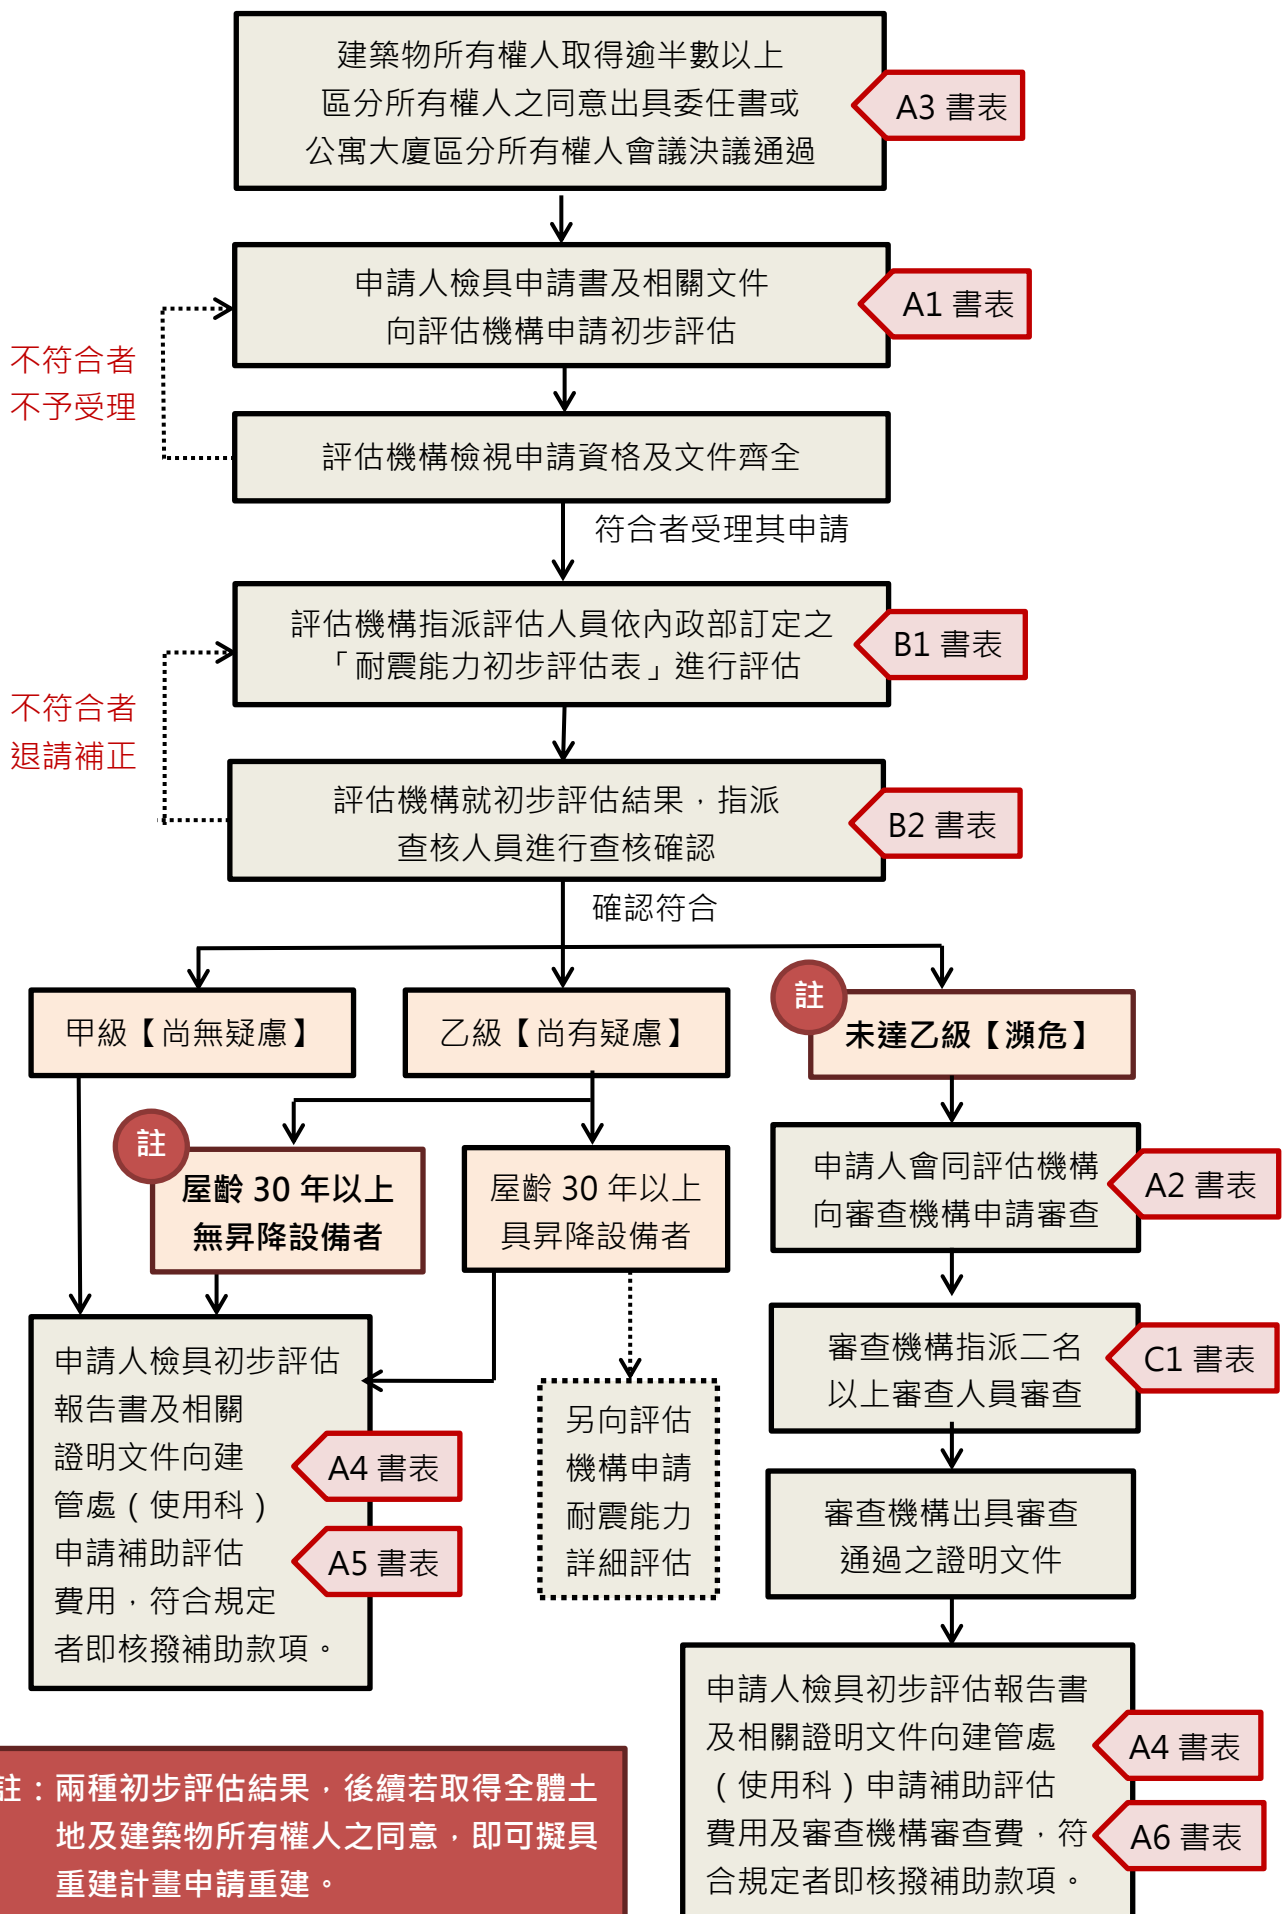 建築物所有權人取得逾半數以上
區分所有權人之同意出具委任書或
公寓大廈區分所有權人會議決議通過
A3 書表
申請人檢具申請書及相關文件
向評估機構申請初步評估
A1 書表
不符合者
不予受理
評估機構檢視申請資格及文件齊全
符合者受理其申請
評估機構指派評估人員依內政部訂定之
「耐震能力初步評估表」進行評估
B1 書表
不符合者
退請補正
評估機構就初步評估結果，指派
查核人員進行查核確認
B2 書表
確認符合
甲級【尚無疑慮】
乙級【尚有疑慮】
註
未達乙級【瀕危】
註
屋齡 30 年以上
無昇降設備者
屋齡 30 年以上
具昇降設備者
申請人會同評估機構
向審查機構申請審查
A2 書表
審查機構指派二名
以上審查人員審查
C1 書表
申請人檢具初步評估
報告書及相關
證明文件向建
管處（使用科）
申請補助評估
費用，符合規定
者即核撥補助款項。
A4 書表
A5 書表
另向評估
機構申請
耐震能力
詳細評估
審查機構出具審查
通過之證明文件
申請人檢具初步評估報告書
及相關證明文件向建管處
（使用科）申請補助評估
費用及審查機構審查費，符
合規定者即核撥補助款項。
A4 書表
A6 書表
註：兩種初步評估結果，後續若取得全體土
地及建築物所有權人之同意，即可擬具
重建計畫申請重建。